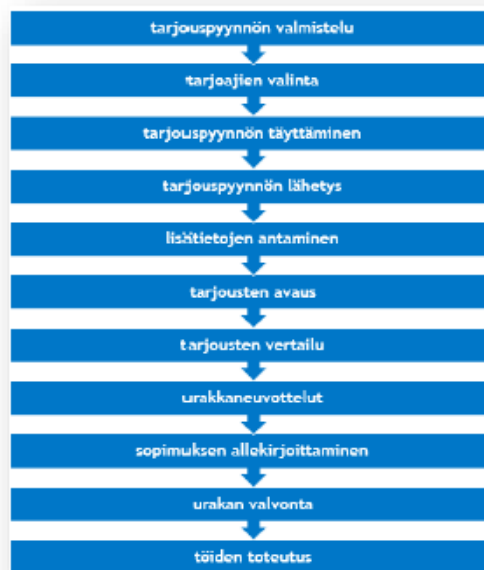 tarjouspyynnön valmistelu
tarjoajien valinta
tarjouspyynnön täyttäminen
tarjouspyynnön lähetys
lisätietojen antaminen
tarjousten avaus
tarjousten vertailu
urakkaneuvottelut
sopimuksen allekirjoittaminen
urakan valvonta
töiden toteutus